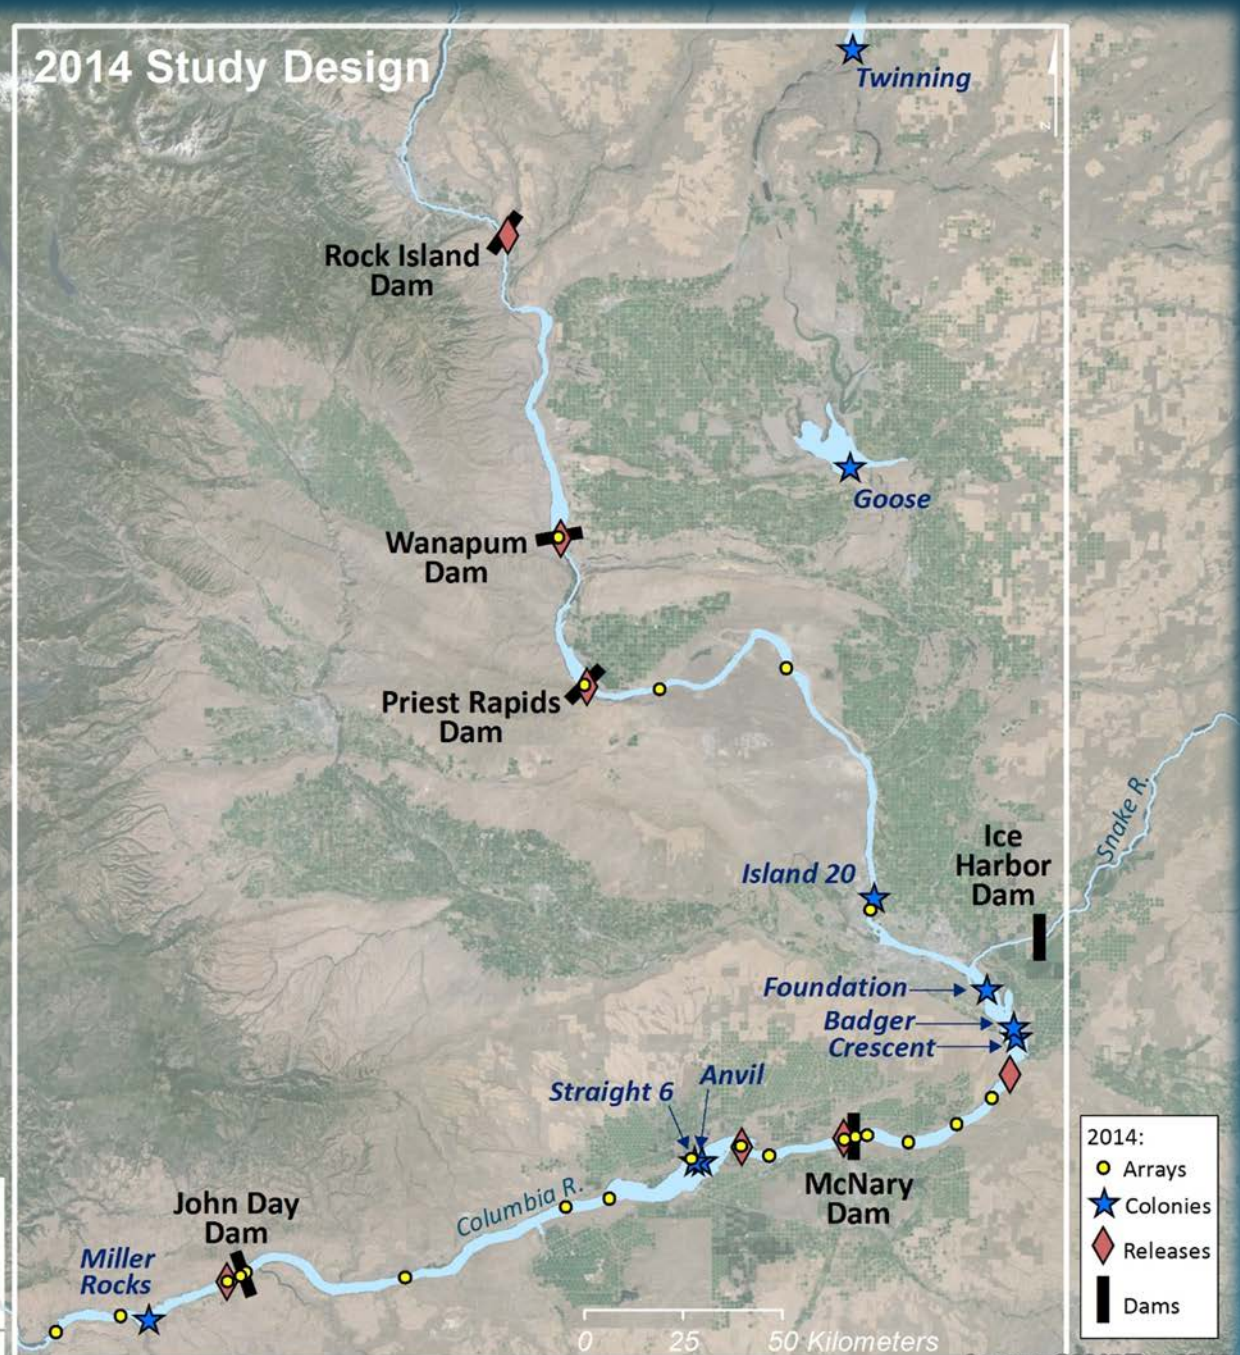 2014 Study Design
Twinning
Z
Rock Island
Dam
Goose
Wanapum
Dam
Priest Rapids
Dam
Snake R.
Ice
Harbor
Dam
Island 20
Foundation
Badger
Crescent
Straight 6
Anvil
McNary
Dam
Columbia R.
John Day
Dam
Miller
Rocks
0 25 50 Kilometers
2014:
Arrays
Colonies
Releases
Dams